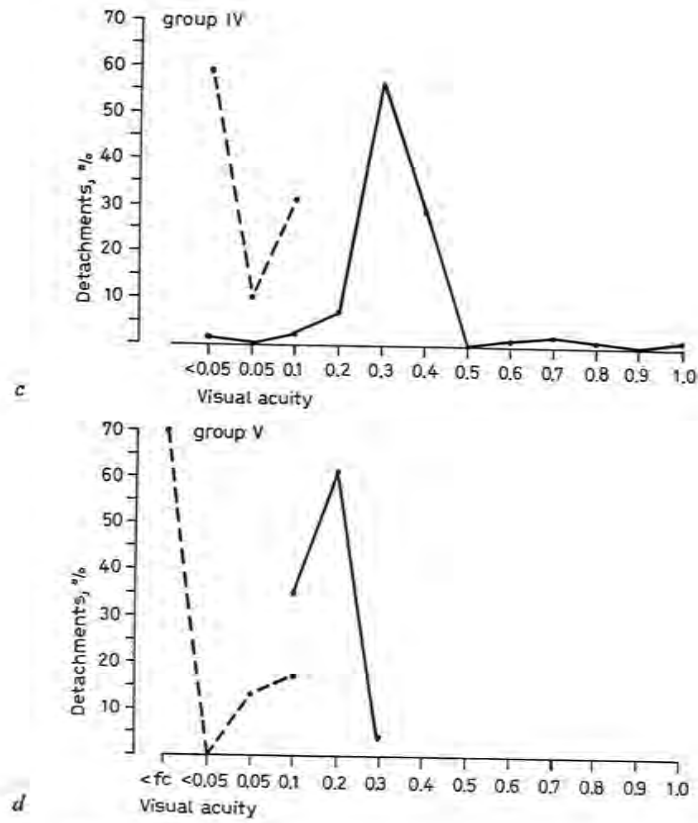 group IV
70
60
50
40
30
20
10
Detachments, %
<0.05 0.05 0.1 0.2 0.3 0.4 0.5 0.6 0.7 0.8 0.9 1.0
Visual acuity
c
group V
70
60
50
40
30
20
10
Detachments, %
<fc <0.05 0.05 0.1 0.2 0.3 0.4 0.5 0.6 0.7 0.8 0.9 1.0
Visual acuity
d